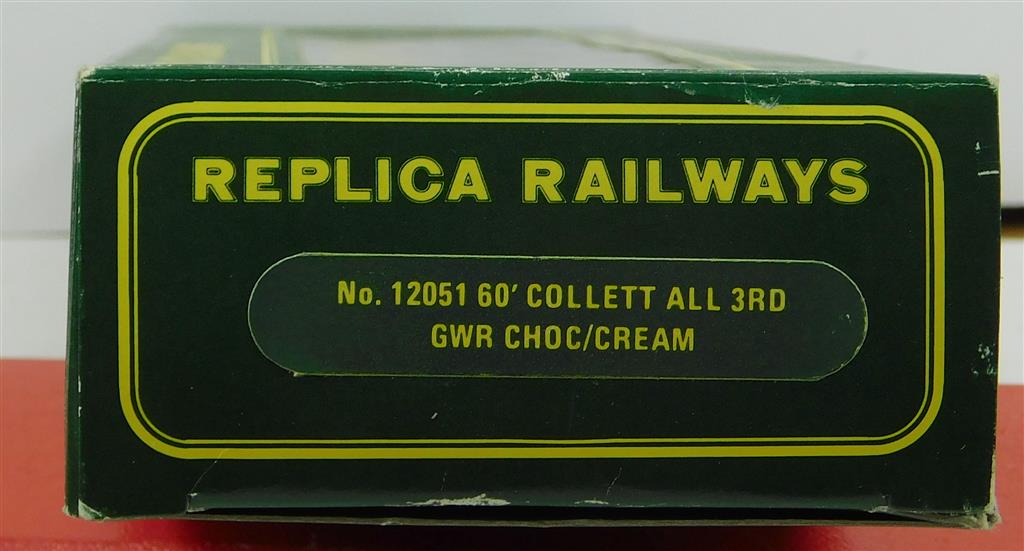 REPLICA RAILWAYS
No. 12051 60' COLLETT ALL 3RD
GWR CHOC/CREAM